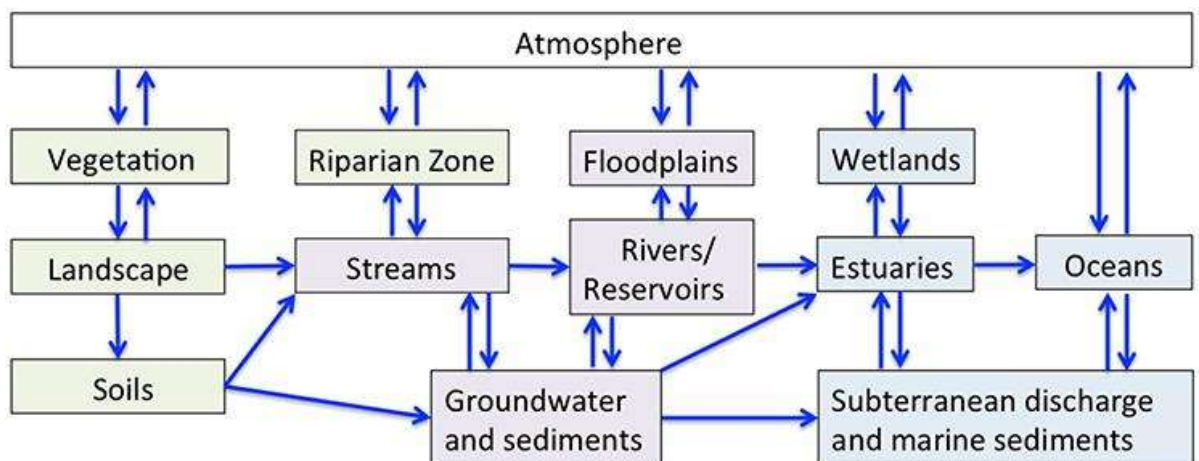 Atmosphere
Vegetation
Riparian Zone
Floodplains
Wetlands
Landscape
Streams
Rivers/
Reservoirs
Estuaries
Oceans
Soils
Groundwater
and sediments
Subterranean discharge
and marine sediments